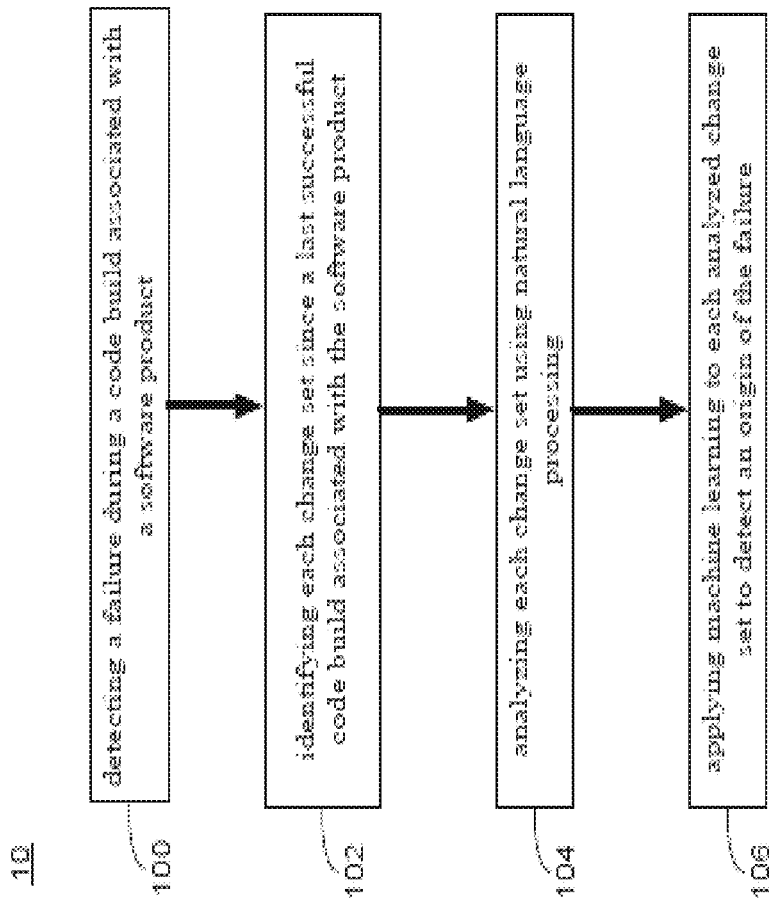 10
100
detecting a failure during a code build associated with
a software product
102
identifying each change set since a last successful
code build associated with the software product
104
analyzing each change set using natural language
processing
106
applying machine learning to each analyzed change
set to detect an origin of the failure